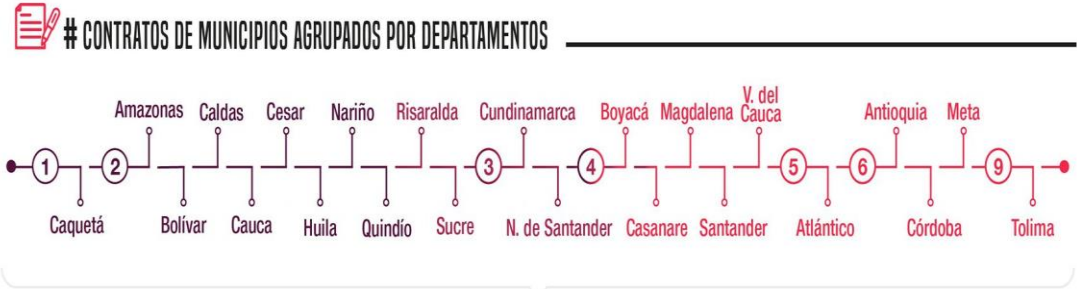 # CONTRATOS DE MUNICIPIOS AGRUPADOS POR DEPARTAMENTOS
Amazonas Caldas Cesar Nariño Risaralda Cundinamarca Boyacá Magdalena V. del Cauca Antioquia Meta
1 2 3 4 5 6 9
Caquetá Bolívar Cauca Huila Quindío Sucre N. de Santander Casanare Santander Atlántico Córdoba Tolima